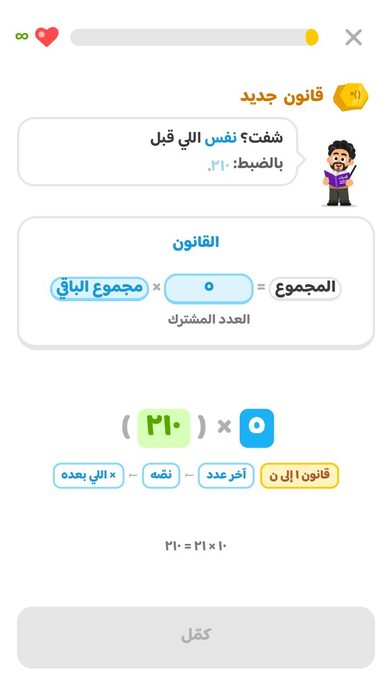 ∞
قانون جديد
×()
شفت؟ نفس اللي قبل
بالضبط: ٢١٠.
القانون
المجموع = ٥ × مجموع الباقي
العدد المشترك
٥ × ( ٢١٠ )
قانون ١ إلى ن آخر عدد ← نصّه ← × اللي بعده
١٠ × ٢١ = ٢١٠
كمّل